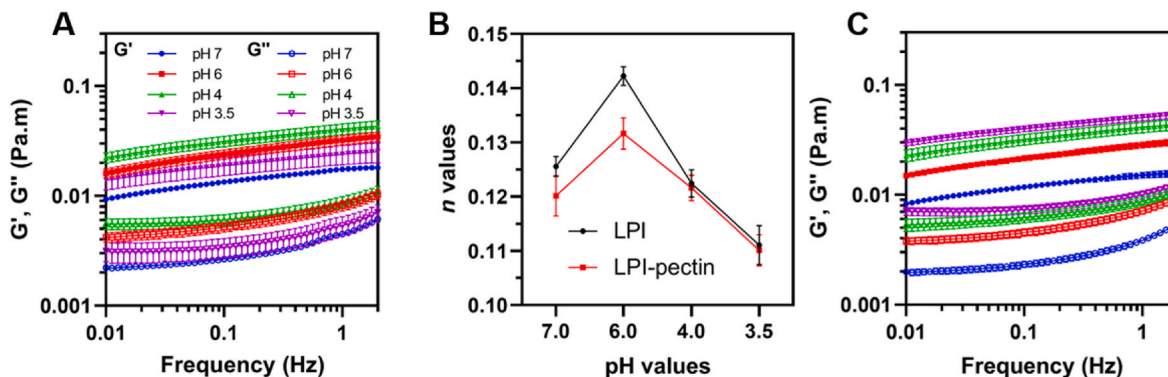 A
B
C
G' G''
pH 7 pH 7
pH 6 pH 6
pH 4 pH 4
pH 3.5 pH 3.5
G', G'' (Pa.m)
0.1
0.01
0.001
0.01 0.1 1
Frequency (Hz)
n values
0.15
0.14
0.13
0.12
0.11
0.10
LPI
LPI-pectin
7.0 6.0 4.0 3.5
pH values
G', G'' (Pa.m)
0.1
0.01
0.001
0.01 0.1 1
Frequency (Hz)